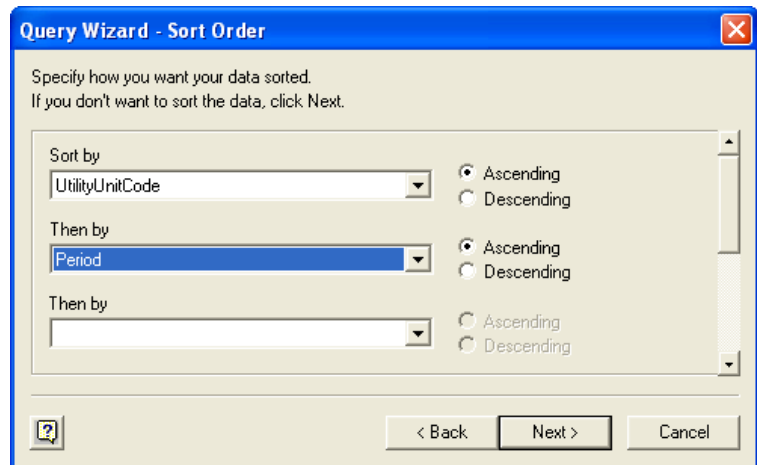 Query Wizard - Sort Order
Specify how you want your data sorted.
If you don't want to sort the data, click Next.
Sort by
UtilityUnitCode
Ascending
Descending
Then by
Period
Ascending
Descending
Then by
Ascending
Descending
< Back
Next >
Cancel